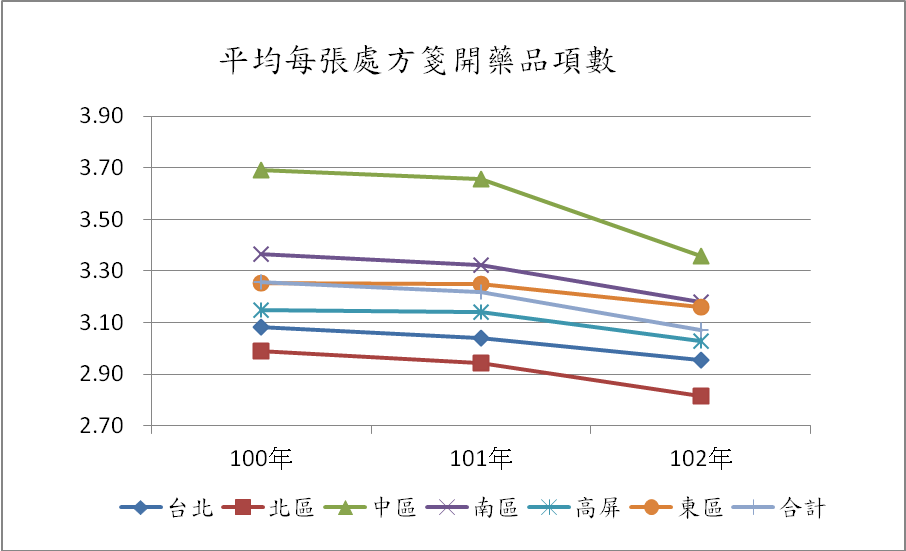 平均每張處方箋開藥品項數
3.90
3.70
3.50
3.30
3.10
2.90
2.70
100年 101年 102年
台北 北區 中區 南區 高屏 東區 合計